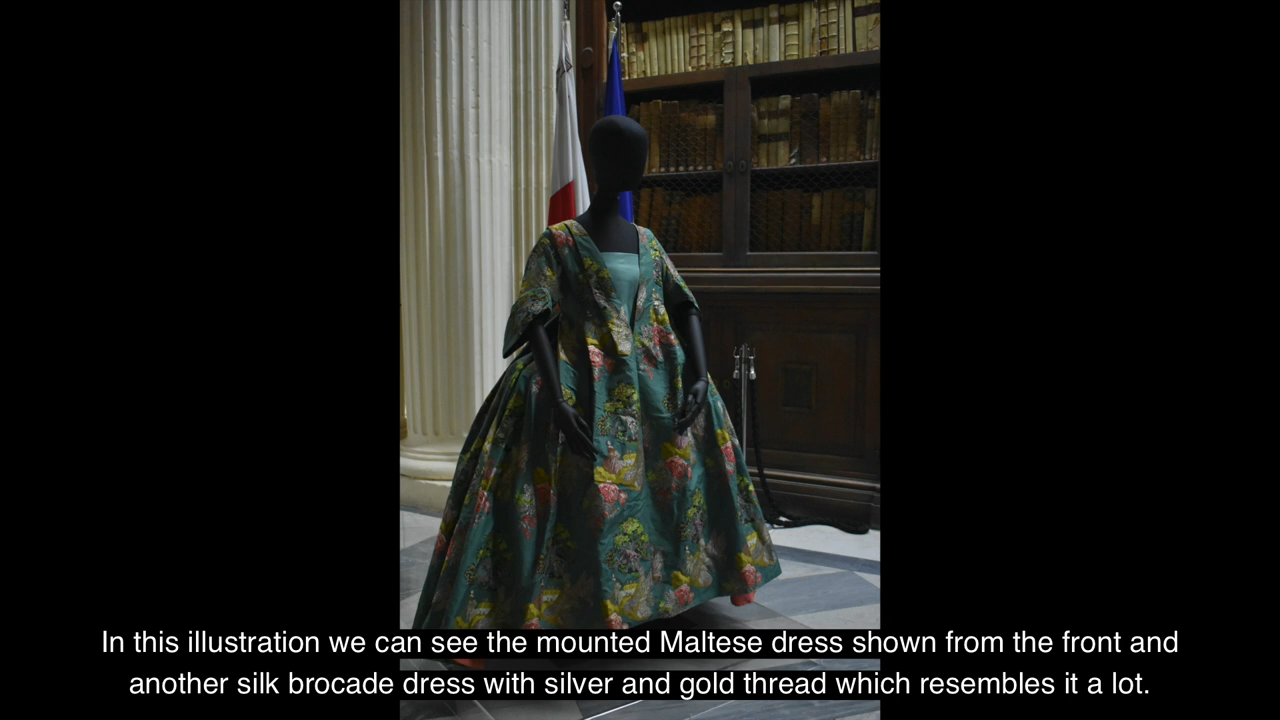 In this illustration we can see the mounted Maltese dress shown from the front and
another silk brocade dress with silver and gold thread which resembles it a lot.